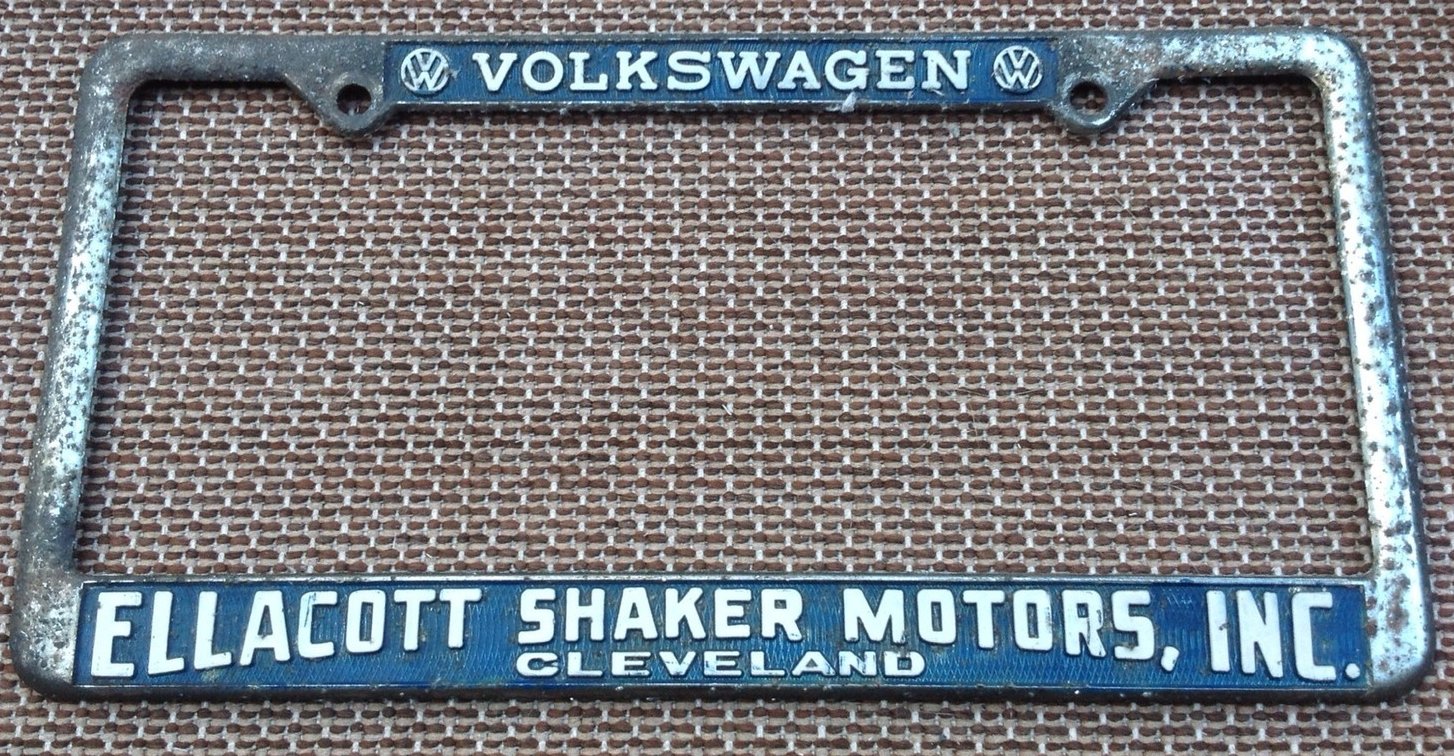 VOLKSWAGEN
ELLACOTT SHAKER MOTORS, INC.
CLEVELAND